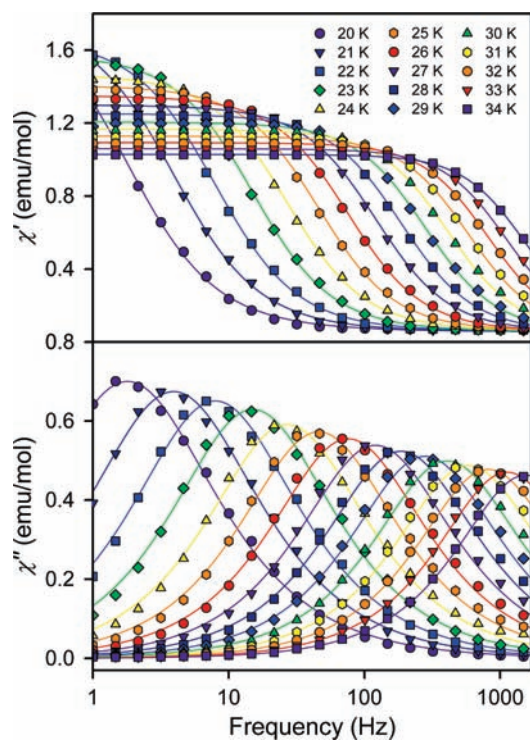 1.6
1.2
0.8
0.4
0.8
0.6
0.4
0.2
0.0
χ′ (emu/mol)
χ″ (emu/mol)
20 K 25 K 30 K
21 K 26 K 31 K
22 K 27 K 32 K
23 K 28 K 33 K
24 K 29 K 34 K
1 10 100 1000
Frequency (Hz)